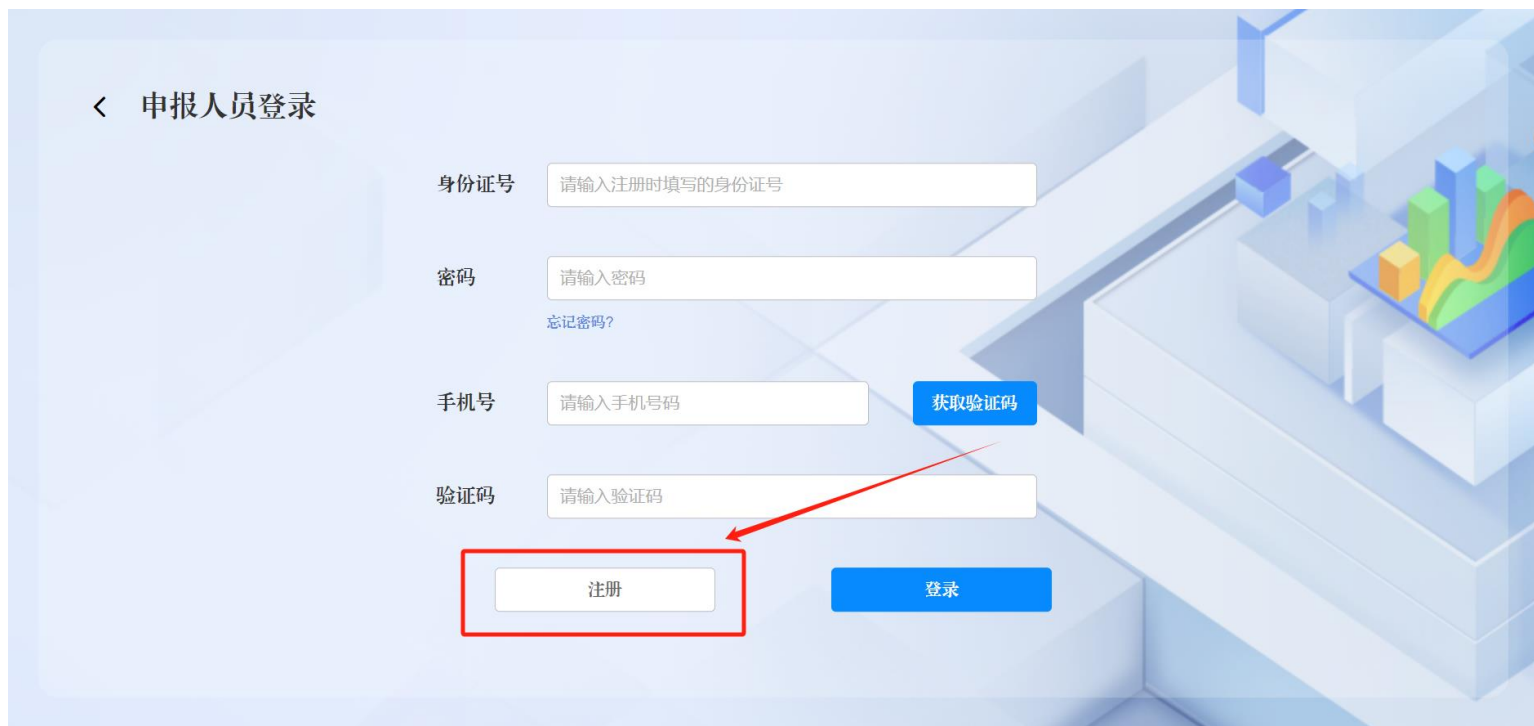 申报人员登录
身份证号 请输入注册时填写的身份证号
密码 请输入密码
忘记密码?
手机号 请输入手机号码 获取验证码
验证码 请输入验证码
注册 登录